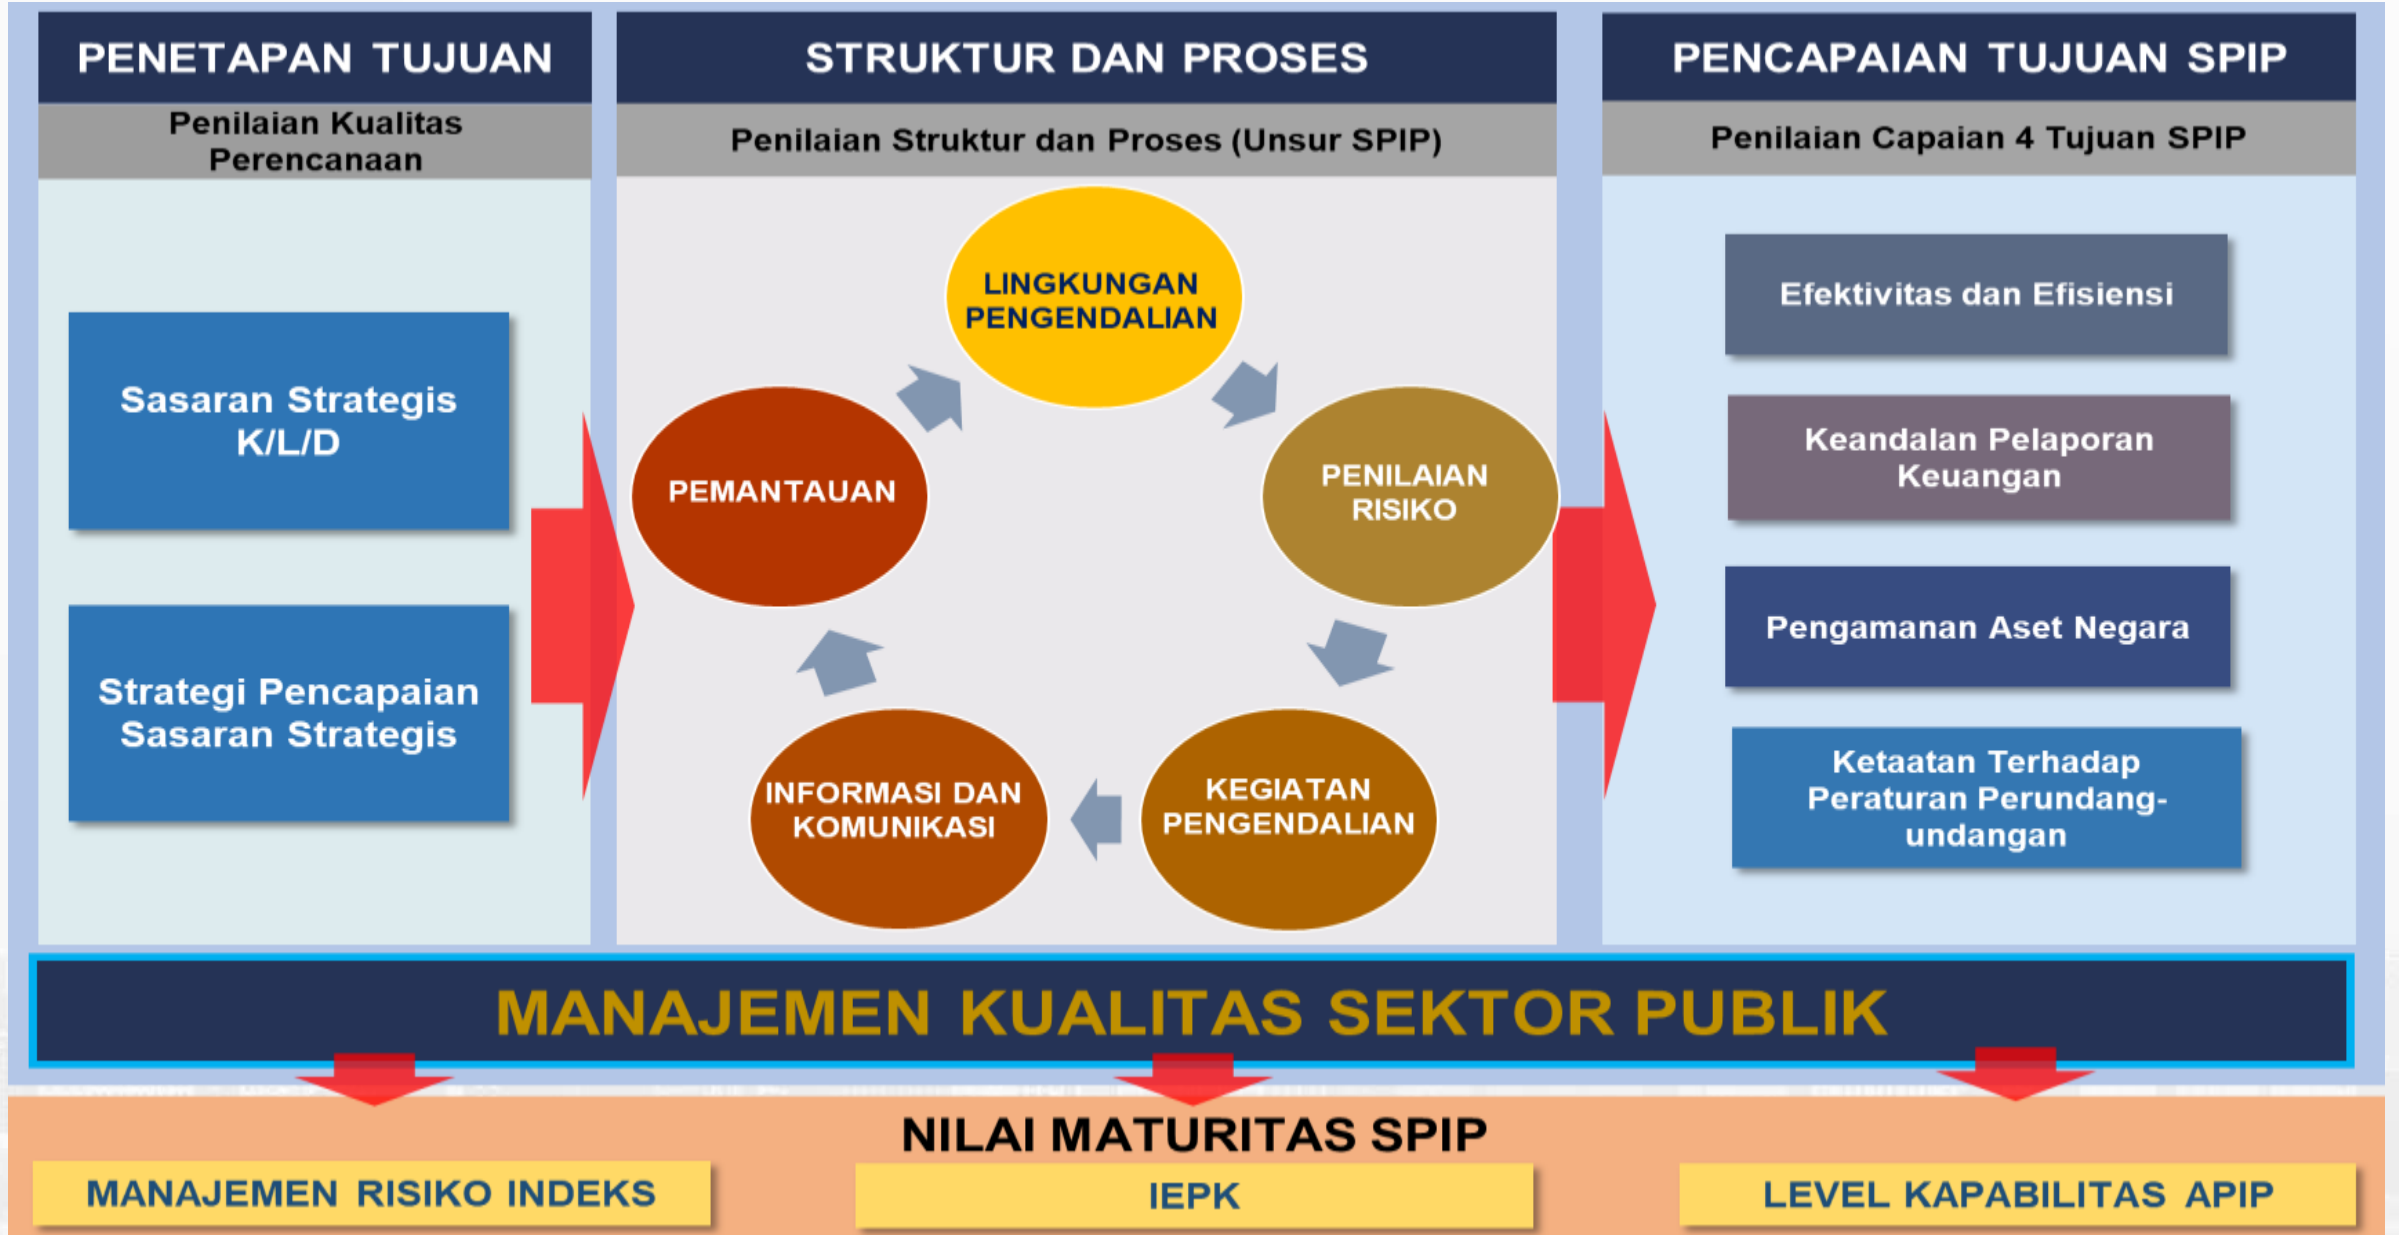 PENETAPAN TUJUAN
Penilaian Kualitas
Perencanaan
Sasaran Strategis
K/L/D
Strategi Pencapaian
Sasaran Strategis
STRUKTUR DAN PROSES
Penilaian Struktur dan Proses (Unsur SPIP)
LINGKUNGAN
PENGENDALIAN
PENILAIAN
RISIKO
KEGIATAN
PENGENDALIAN
INFORMASI DAN
KOMUNIKASI
PEMANTAUAN
PENCAPAIAN TUJUAN SPIP
Penilaian Capaian 4 Tujuan SPIP
Efektivitas dan Efisiensi
Keandalan Pelaporan
Keuangan
Pengamanan Aset Negara
Ketaatan Terhadap
Peraturan Perundang-
undangan
MANAJEMEN KUALITAS SEKTOR PUBLIK
NILAI MATURITAS SPIP
MANAJEMEN RISIKO INDEKS
IEPK
LEVEL KAPABILITAS APIP